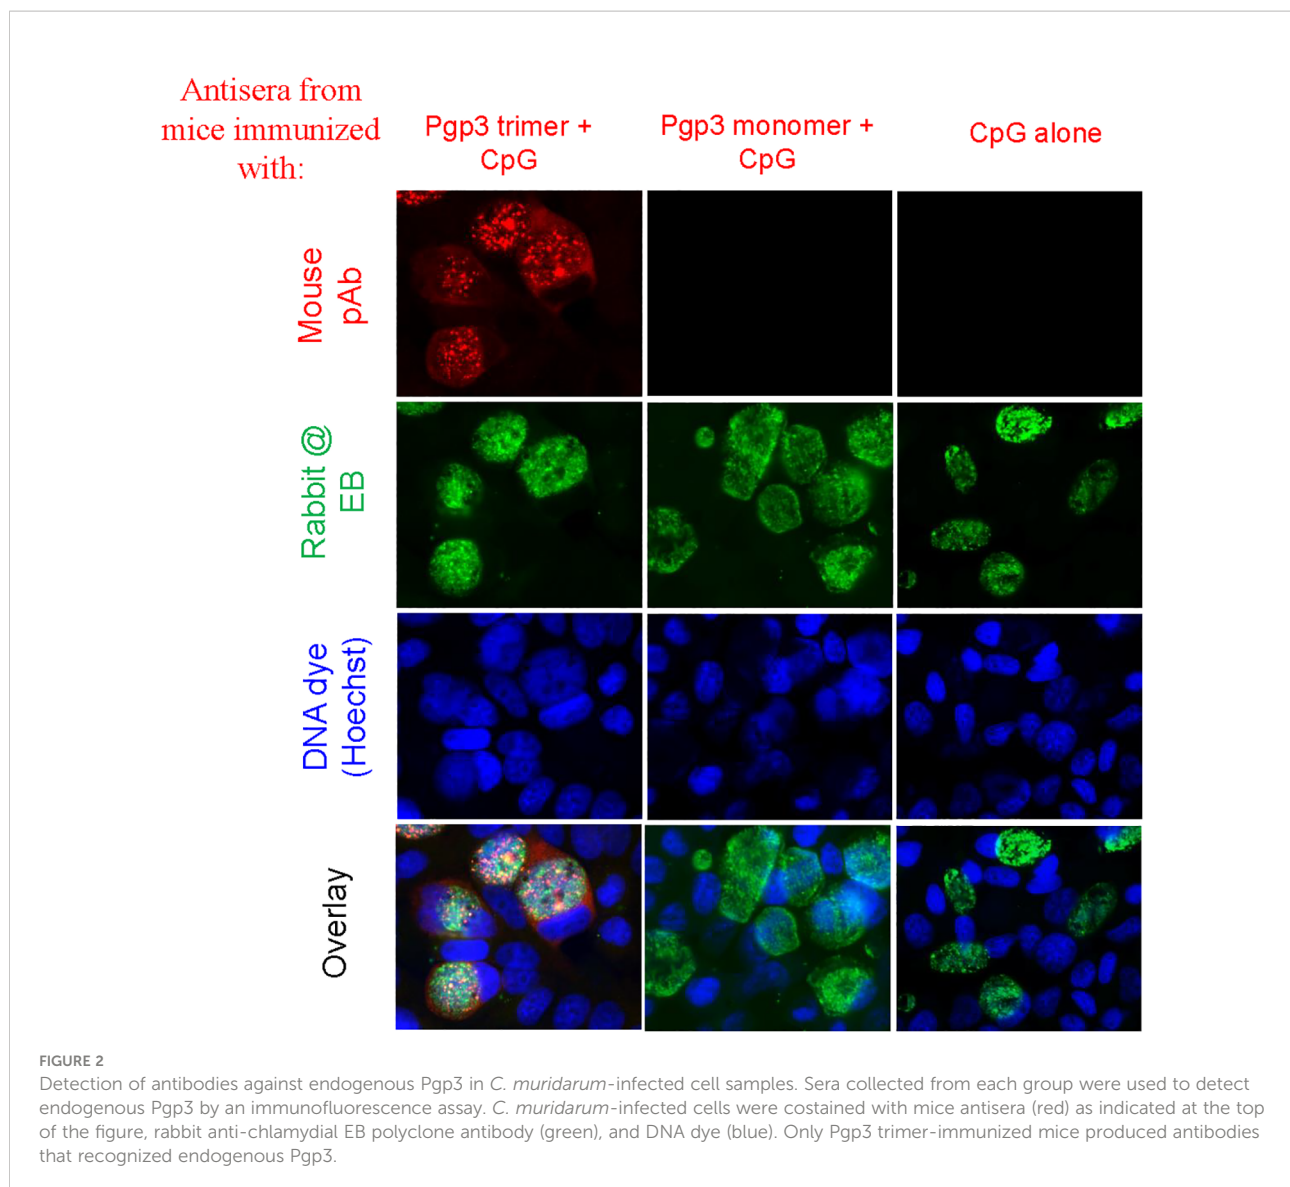 Antisera from
mice immunized
with:
Pgp3 trimer +
CpG
Pgp3 monomer +
CpG
CpG alone
Mouse
pAb
Rabbit @
EB
DNA dye
(Hoechst)
Overlay
FIGURE 2
Detection of antibodies against endogenous Pgp3 in C. muridarum-infected cell samples. Sera collected from each group were used to detect
endogenous Pgp3 by an immunofluorescence assay. C. muridarum-infected cells were costained with mice antisera (red) as indicated at the top
of the figure, rabbit anti-chlamydial EB polyclone antibody (green), and DNA dye (blue). Only Pgp3 trimer-immunized mice produced antibodies
that recognized endogenous Pgp3.